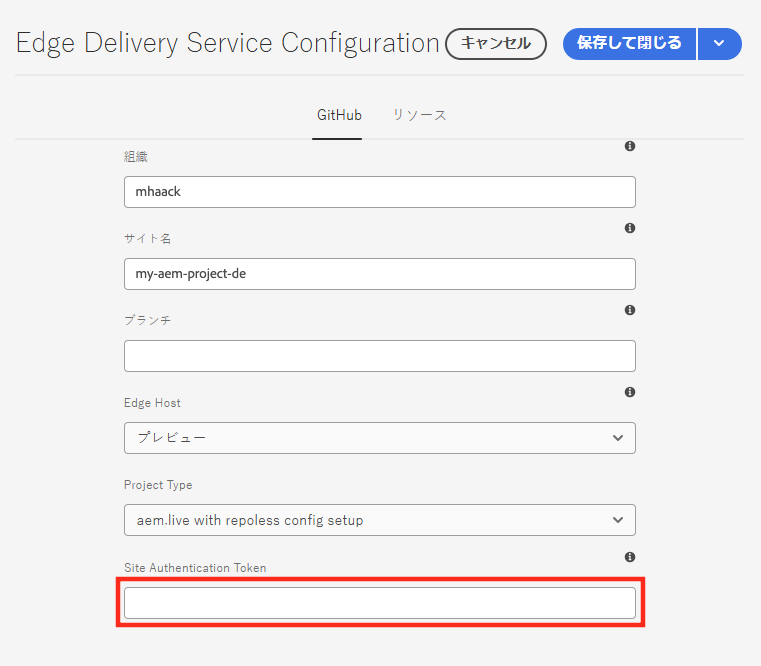 Edge Delivery Service Configuration
キャンセル
保存して閉じる
GitHub
リソース
組織
mhaack
サイト名
my-aem-project-de
ブランチ
Edge Host
プレビュー
Project Type
aem.live with repoless config setup
Site Authentication Token